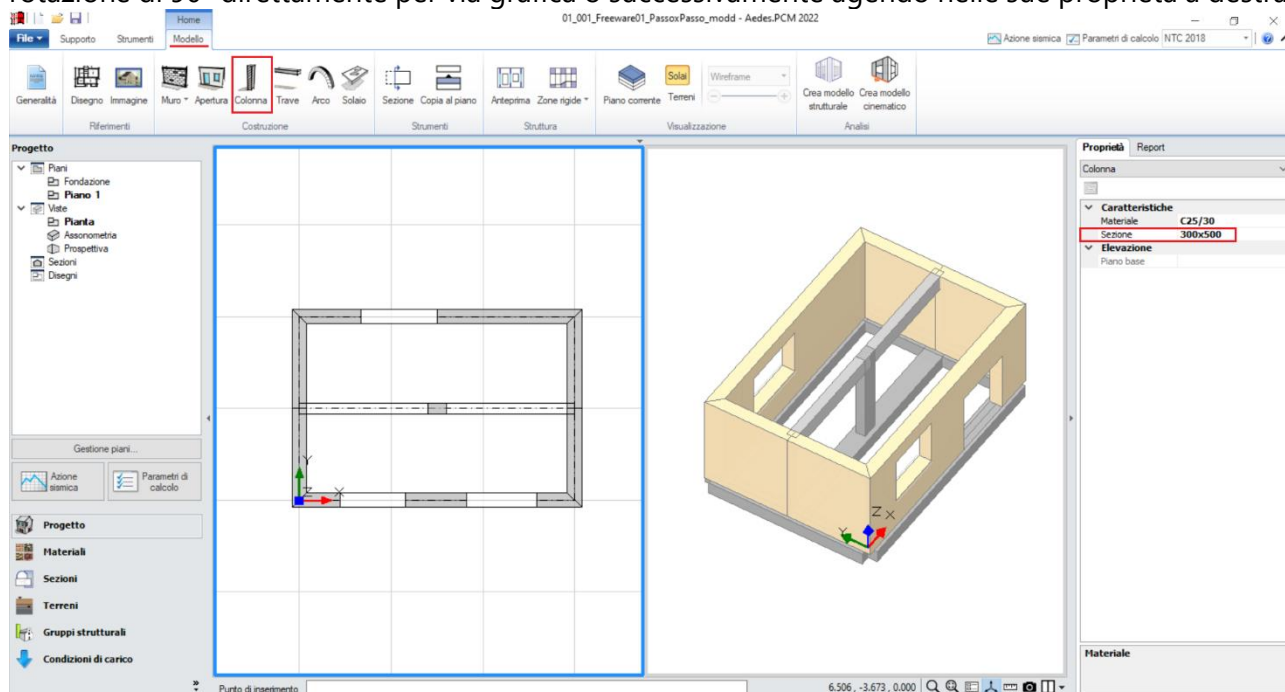 rotazione di 90° direttamente per via grafica o successivamente agendo nelle sue proprietà a destra
Home
01_001_Freeware01_PassoxPasso_modd - Aedes.PCM 2022
File Supporto Strumenti Modello
Azione sismica Parametri di calcolo NTC 2018
Generalità Disegno Immagine Muro Apertura Colonna Trave Arco Solaio Sezione Copia al piano Anteprima Zone rigide Piano corrente Solai Terreni Wireframe Crea modello strutturale Crea modello cinematico
Riferimenti Costruzione Strumenti Struttura Visualizzazione Analisi
Progetto
Piani
Fondazione
Piano 1
Viste
Pianta
Assonometria
Prospettiva
Sezioni
Disegni
Gestione piani...
Azione sismica
Parametri di calcolo
Progetto
Materiali
Sezioni
Terreni
Gruppi strutturali
Condizioni di carico
Y
Z X
Z X
Y
Proprietà Report
Colonna
Caratteristiche
Materiale C25/30
Sezione 300x500
Elevazione
Piano base
Materiale
Punto di inserimento
6.506 , -3.673 , 0.000